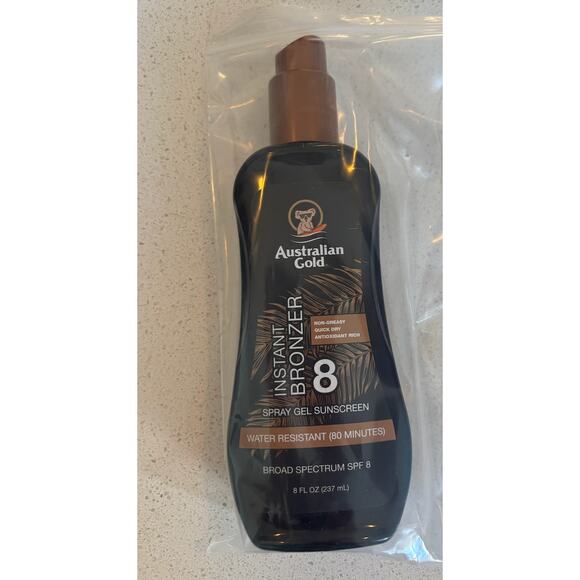 Australian
Gold
INSTANT
BRONZER
NON-GREASY
QUICK DRY
ANTIOXIDANT RICH
8
SPRAY GEL SUNSCREEN
WATER RESISTANT (80 MINUTES)
BROAD SPECTRUM SPF 8
8 FL OZ (237 mL)